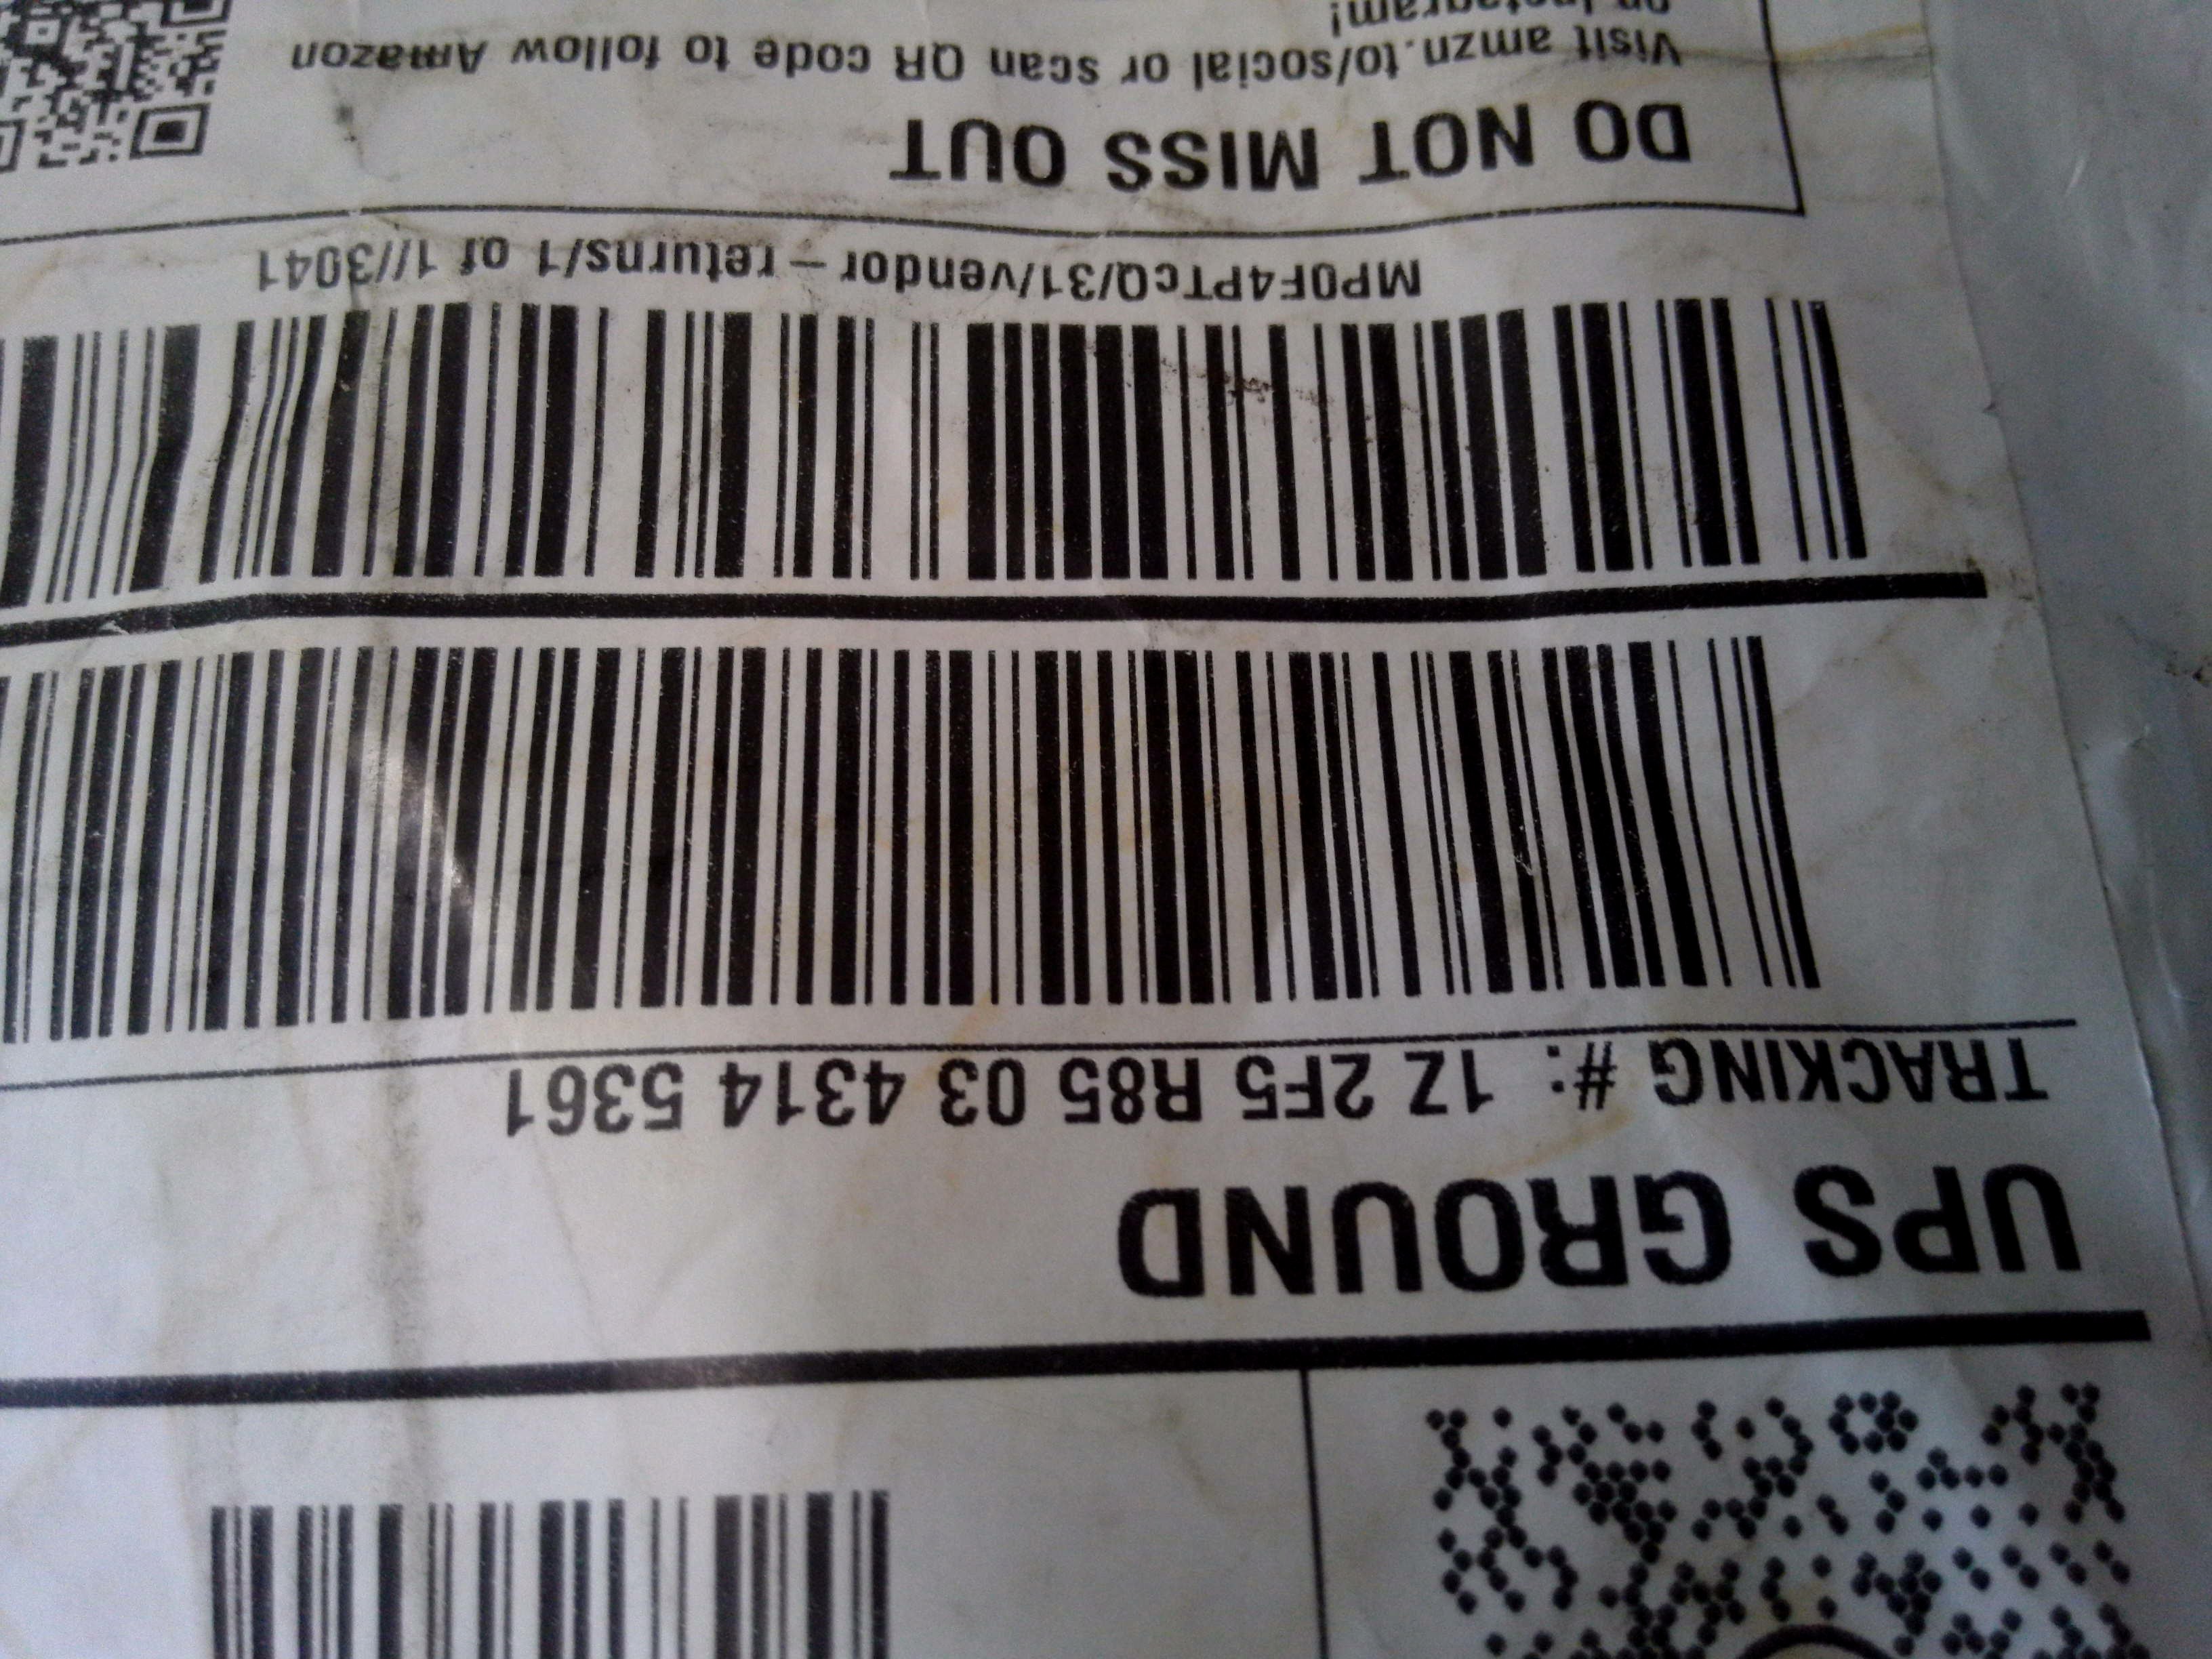 UPS GROUND
TRACKING #: 1Z 2F5 R85 03 4314 5361
MP0F4PTcQ/31/vendor-returns/1 of 1//3041
DO NOT MISS OUT
Visit amzn.to/social or scan QR code to follow Amazon
on Instagram!